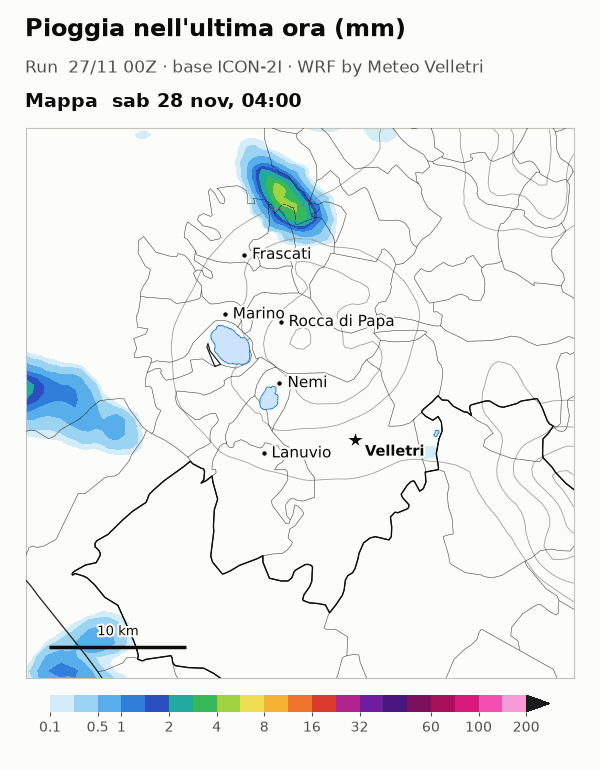 Pioggia nell'ultima ora (mm)
Run  27/11 00Z · base ICON-2I · WRF by Meteo Velletri
Mappa  sab 28 nov, 04:00
Frascati
Marino
Rocca di Papa
Nemi
Velletri
Lanuvio
10 km
0.1 0.5 1 2 4 8 16 32 60 100 200